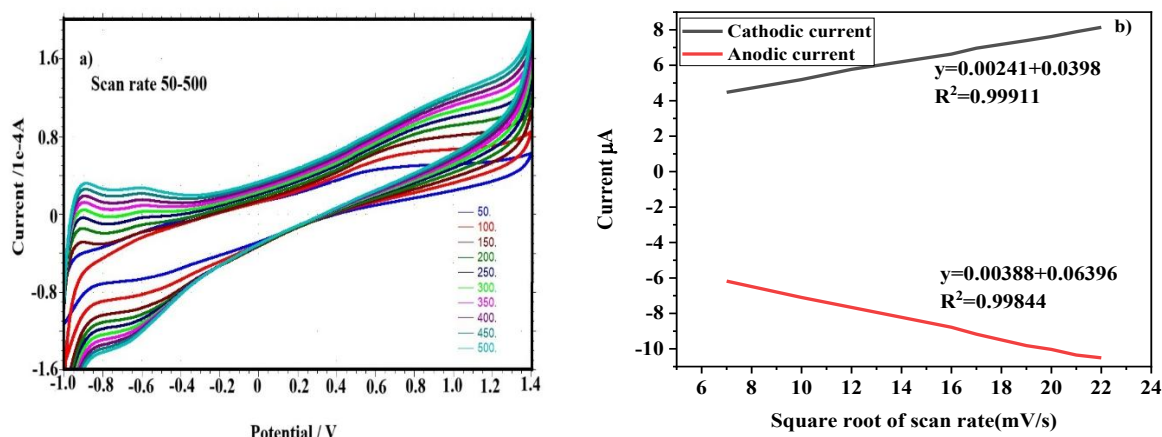 a)
Scan rate 50-500
Current /1e-4A
1.6
0.8
0
-0.8
-1.6
50.
100.
150.
200.
250.
300.
350.
400.
450.
500.
-1.0 -0.8 -0.6 -0.4 -0.2 0 0.2 0.4 0.6 0.8 1.0 1.2 1.4
Potential / V
b)
Cathodic current
Anodic current
y=0.00241+0.0398
R²=0.99911
y=0.00388+0.06396
R²=0.99844
Current µA
8
6
4
2
0
-2
-4
-6
-8
-10
6 8 10 12 14 16 18 20 22 24
Square root of scan rate(mV/s)